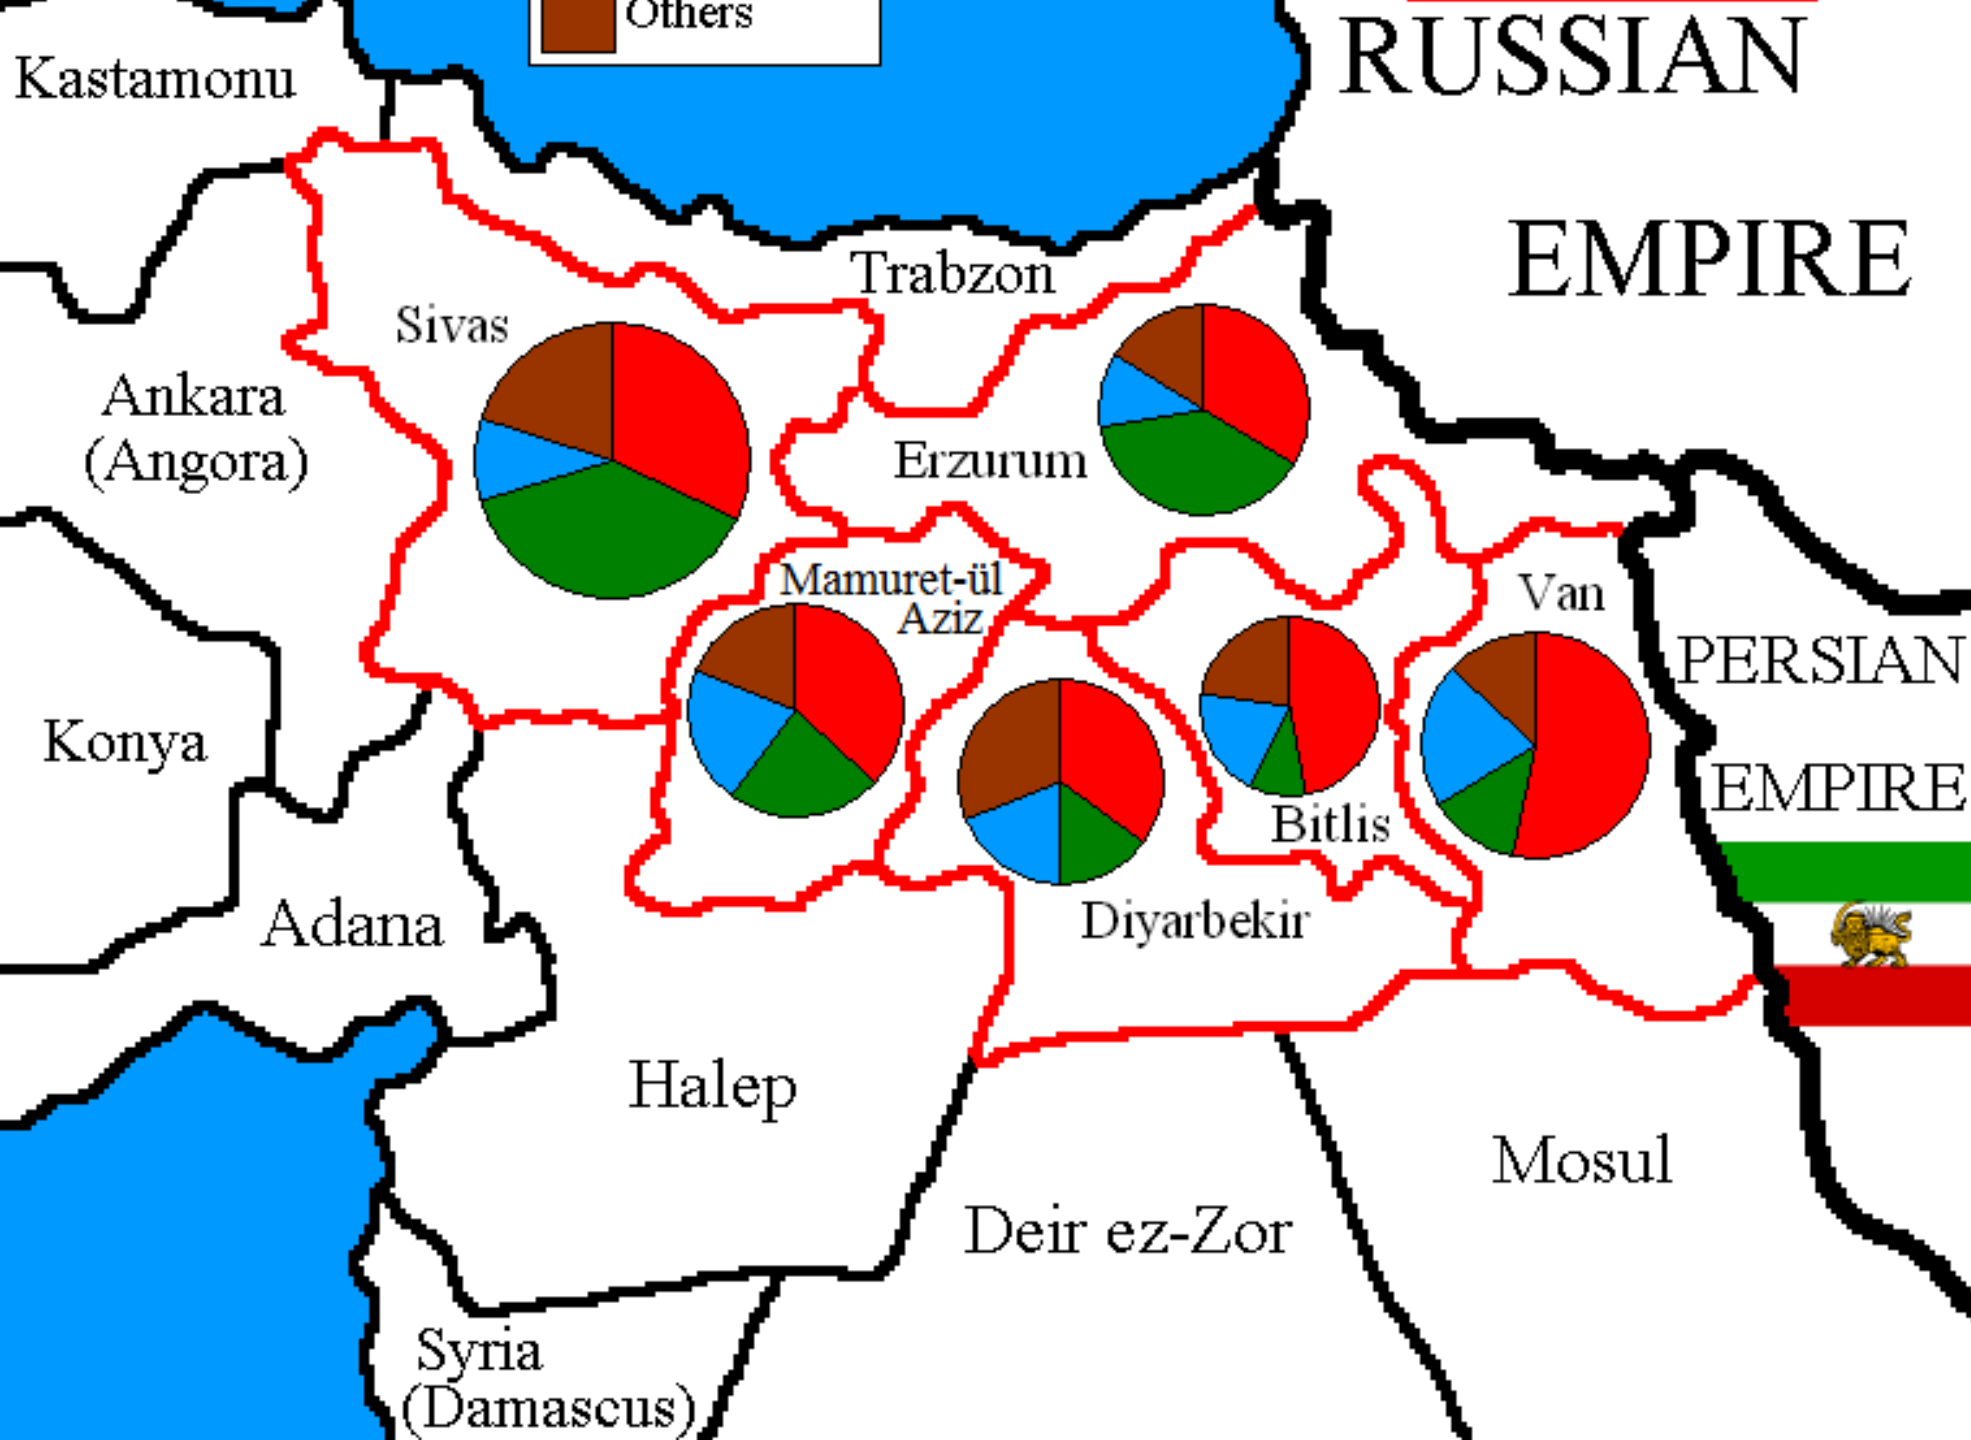 Others
RUSSIAN
EMPIRE
Kastamonu
Trabzon
Sivas
Ankara
(Angora)
Erzurum
Mamuret-ül
Aziz
Van
PERSIAN
EMPIRE
Konya
Bitlis
Adana
Diyarbekir
Halep
Mosul
Deir ez-Zor
Syria
(Damascus)